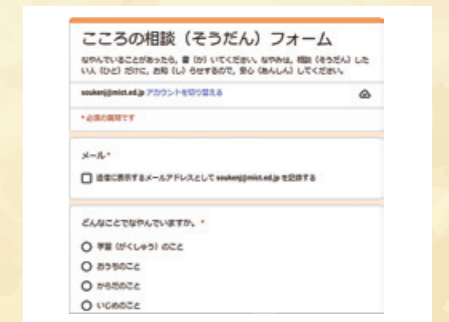 こころの相談（そうだん）フォーム
なやんでいることがあったら、書（か）いてください。なやみは、相談（そうだん）した
い人（ひと）だけに、お知（し）らせするので、安心（あんしん）してください。
soukenj@mict.ed.jp アカウントを切り替える
* 必須の質問です
メール *
返信に表示するメールアドレスとして soukenj@mict.ed.jp を記録する
どんなことでなやんでいますか。 *
学習（がくしゅう）のこと
おうちのこと
からだのこと
いじめのこと